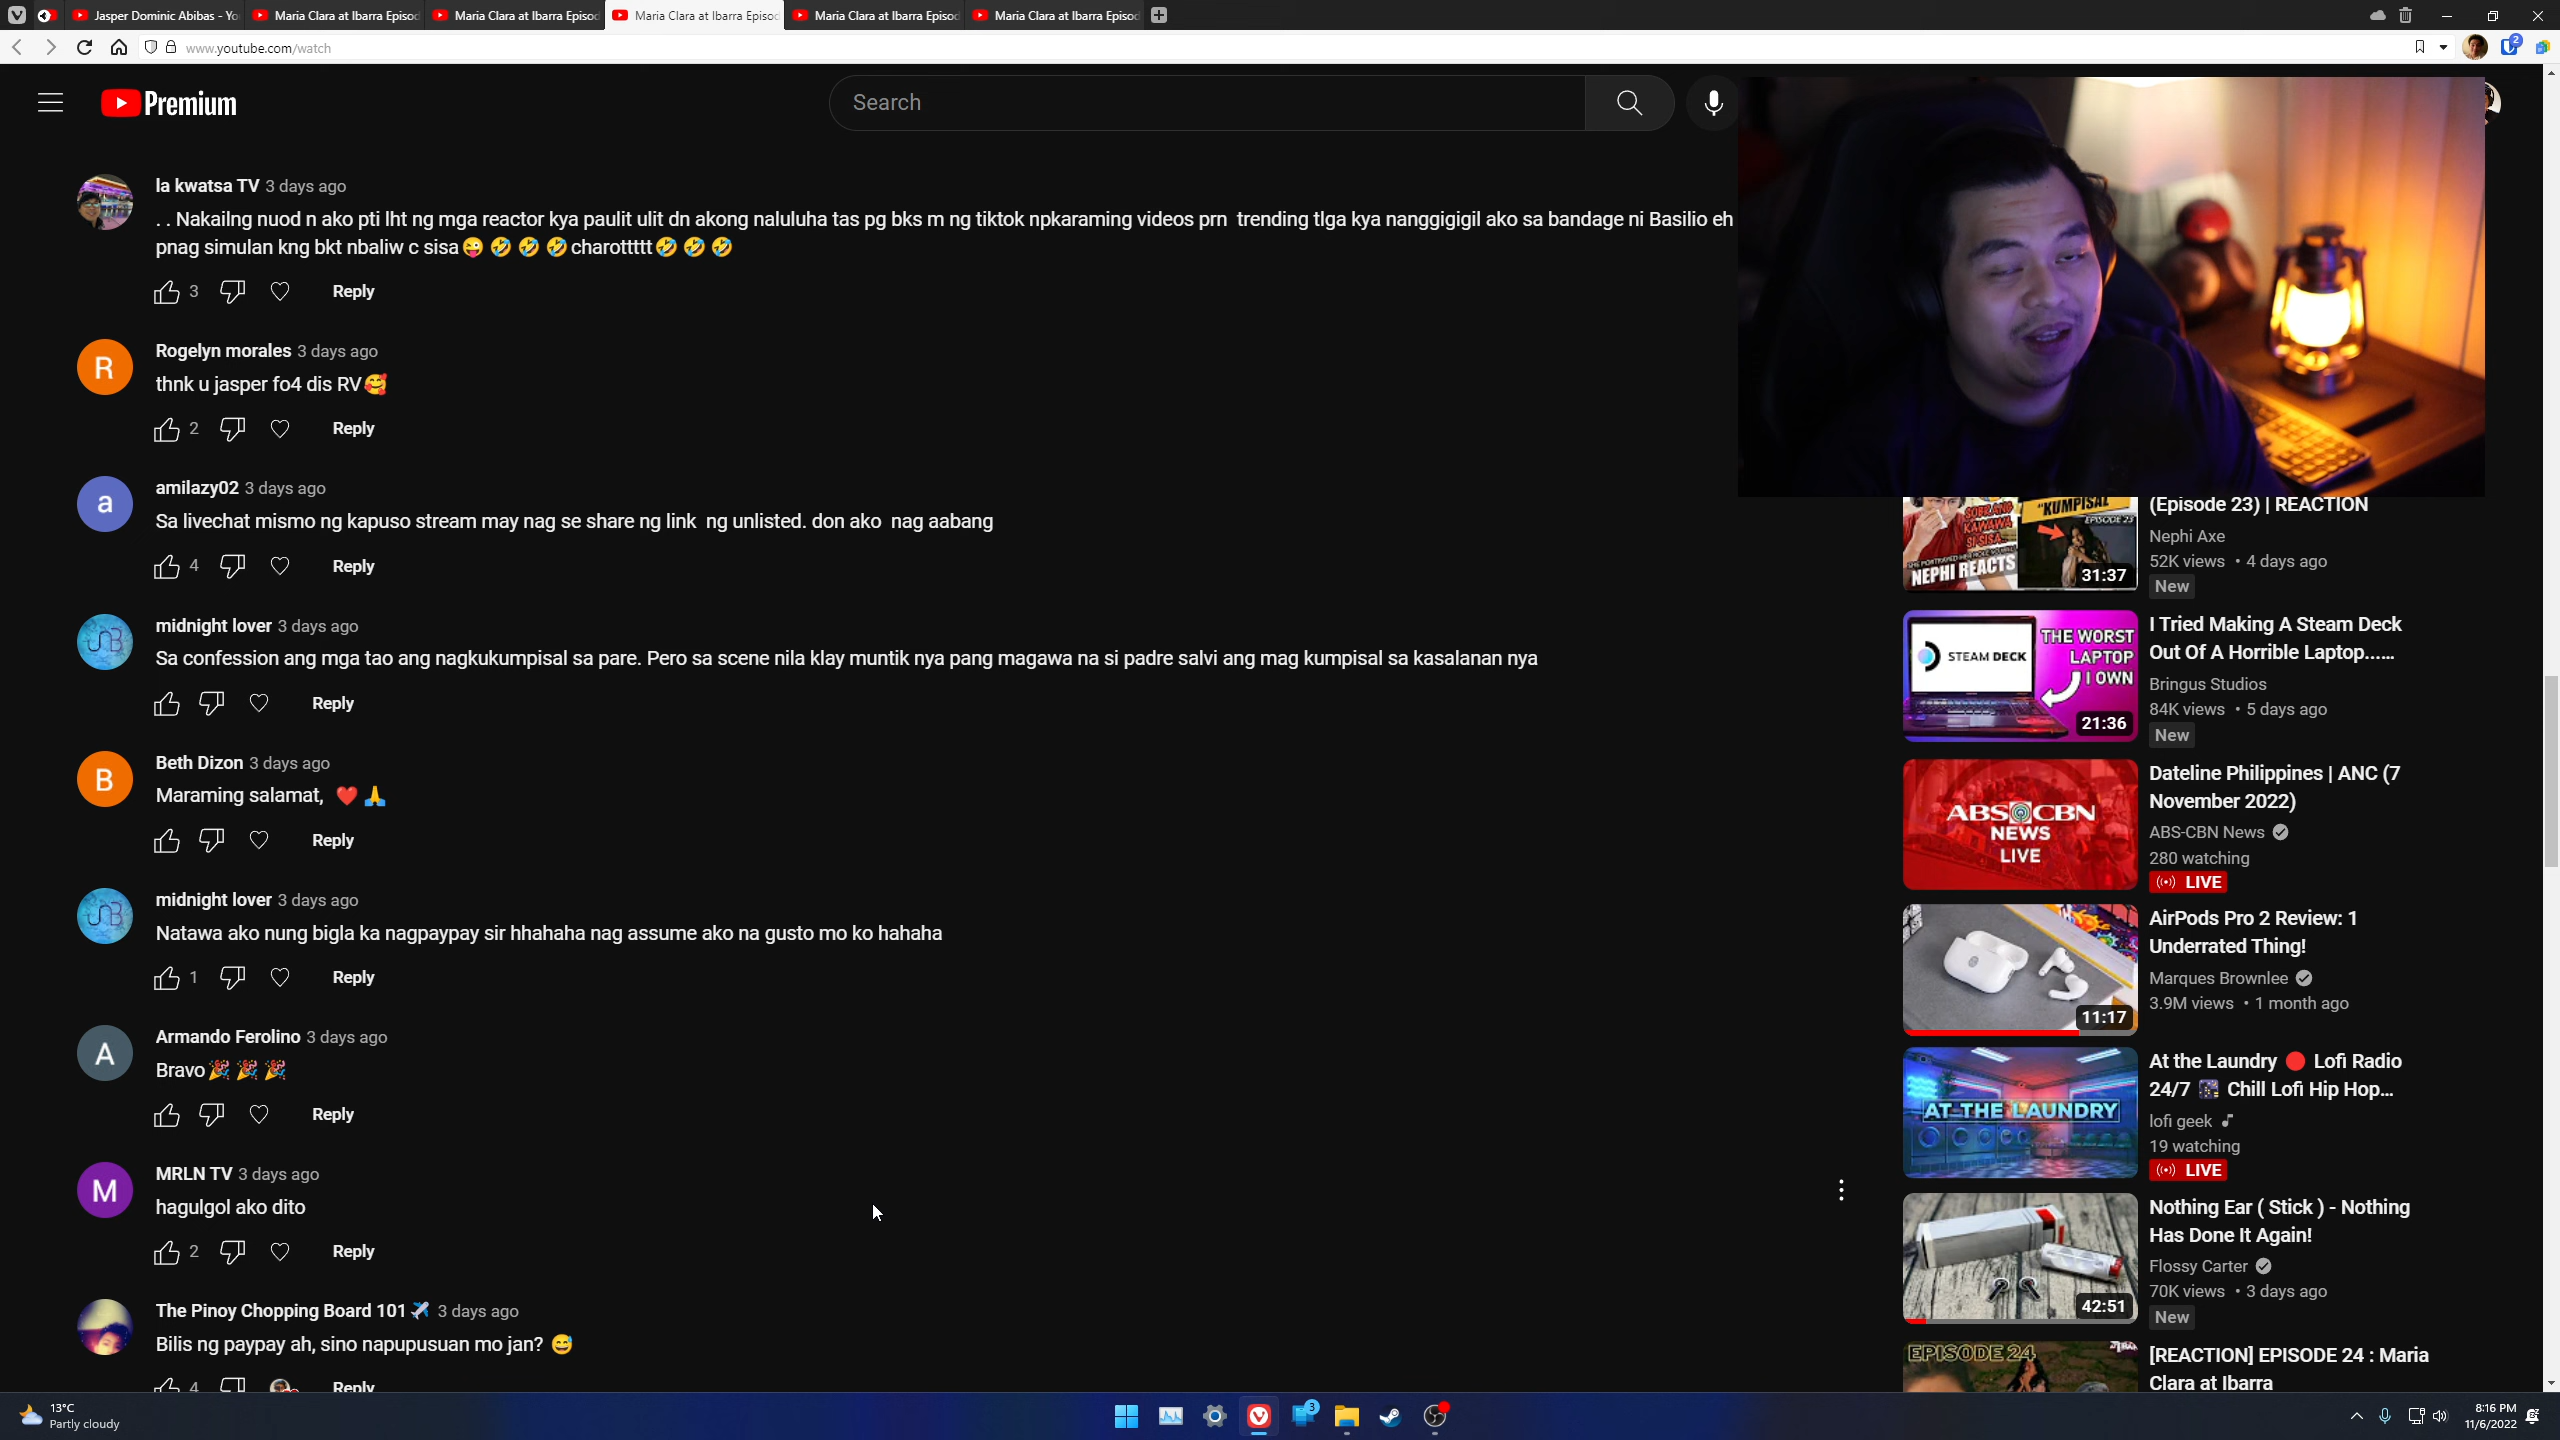 Jasper Dominic Abibas - Yo
Maria Clara at Ibarra Episod
Maria Clara at Ibarra Episod
Maria Clara at Ibarra Episod
Maria Clara at Ibarra Episod
Maria Clara at Ibarra Episod
www.youtube.com/watch
2
Premium
Search
la kwatsa TV 3 days ago
. . Nakailng nuod n ako pti lht ng mga reactor kya paulit ulit dn akong naluluha tas pg bks m ng tiktok npkaraming videos prn trending tlga kya nanggigigil ako sa bandage ni Basilio eh
pnag simulan kng bkt nbaliw c sisa😜🤣🤣🤣charottttt🤣🤣🤣
3 Reply
Rogelyn morales 3 days ago
thnk u jasper fo4 dis RV🥰
2 Reply
amilazy02 3 days ago
Sa livechat mismo ng kapuso stream may nag se share ng link ng unlisted. don ako nag aabang
4 Reply
midnight lover 3 days ago
Sa confession ang mga tao ang nagkukumpisal sa pare. Pero sa scene nila klay muntik nya pang magawa na si padre salvi ang mag kumpisal sa kasalanan nya
Reply
Beth Dizon 3 days ago
Maraming salamat, ❤️🙏
Reply
midnight lover 3 days ago
Natawa ako nung bigla ka nagpaypay sir hhahaha nag assume ako na gusto mo ko hahaha
1 Reply
Armando Ferolino 3 days ago
Bravo🎉🎉🎉
Reply
MRLN TV 3 days ago
hagulgol ako dito
2 Reply
The Pinoy Chopping Board 101✈️ 3 days ago
Bilis ng paypay ah, sino napupusuan mo jan? 😅
4 Reply
R
a
B
A
M
SOBRANG
KAWAWA
SI SISA...
"KUMPISAL"
EPISODE 23
NEPHI REACTS
31:37
(Episode 23) | REACTION
Nephi Axe
52K views • 4 days ago
New
STEAM DECK
THE WORST
LAPTOP
I OWN
21:36
I Tried Making A Steam Deck
Out Of A Horrible Laptop......
Bringus Studios
84K views • 5 days ago
New
ABS-CBN
NEWS
LIVE
Dateline Philippines | ANC (7
November 2022)
ABS-CBN News
280 watching
LIVE
11:17
AirPods Pro 2 Review: 1
Underrated Thing!
Marques Brownlee
3.9M views • 1 month ago
AT THE LAUNDRY
At the Laundry 🔴 Lofi Radio
24/7 🎆 Chill Lofi Hip Hop...
lofi geek
19 watching
LIVE
42:51
Nothing Ear ( Stick ) - Nothing
Has Done It Again!
Flossy Carter
70K views • 3 days ago
New
EPISODE 24
[REACTION] EPISODE 24 : Maria
Clara at Ibarra
13°C
Partly cloudy
3
8:16 PM
11/6/2022